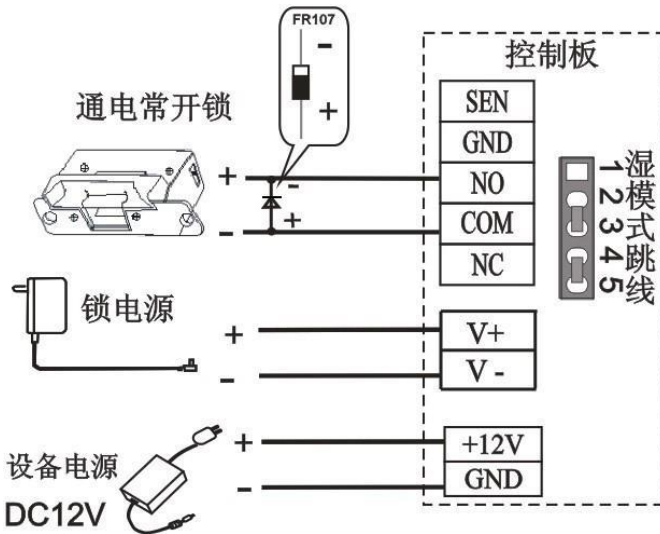 FR107
-
+
控制板
通电常开锁
SEN
GND
NO
COM
NC
+
-
-
+
1 2 3 4 5
湿模式跳线
锁电源
+
-
V+
V -
设备电源
DC12V
+
-
+12V
GND